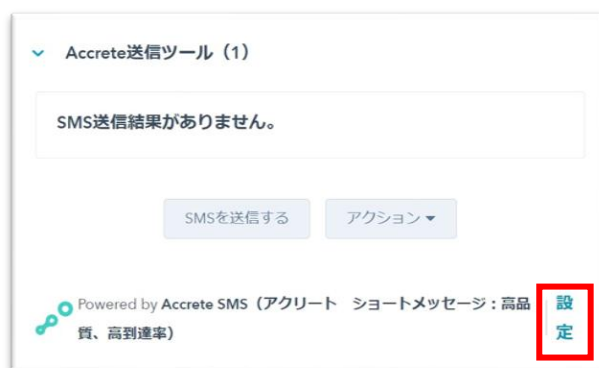 Accrete送信ツール（1）
SMS送信結果がありません。
SMSを送信する
アクション
Powered by Accrete SMS（アクリート　ショートメッセージ：高品
質、高到達率）
設
定